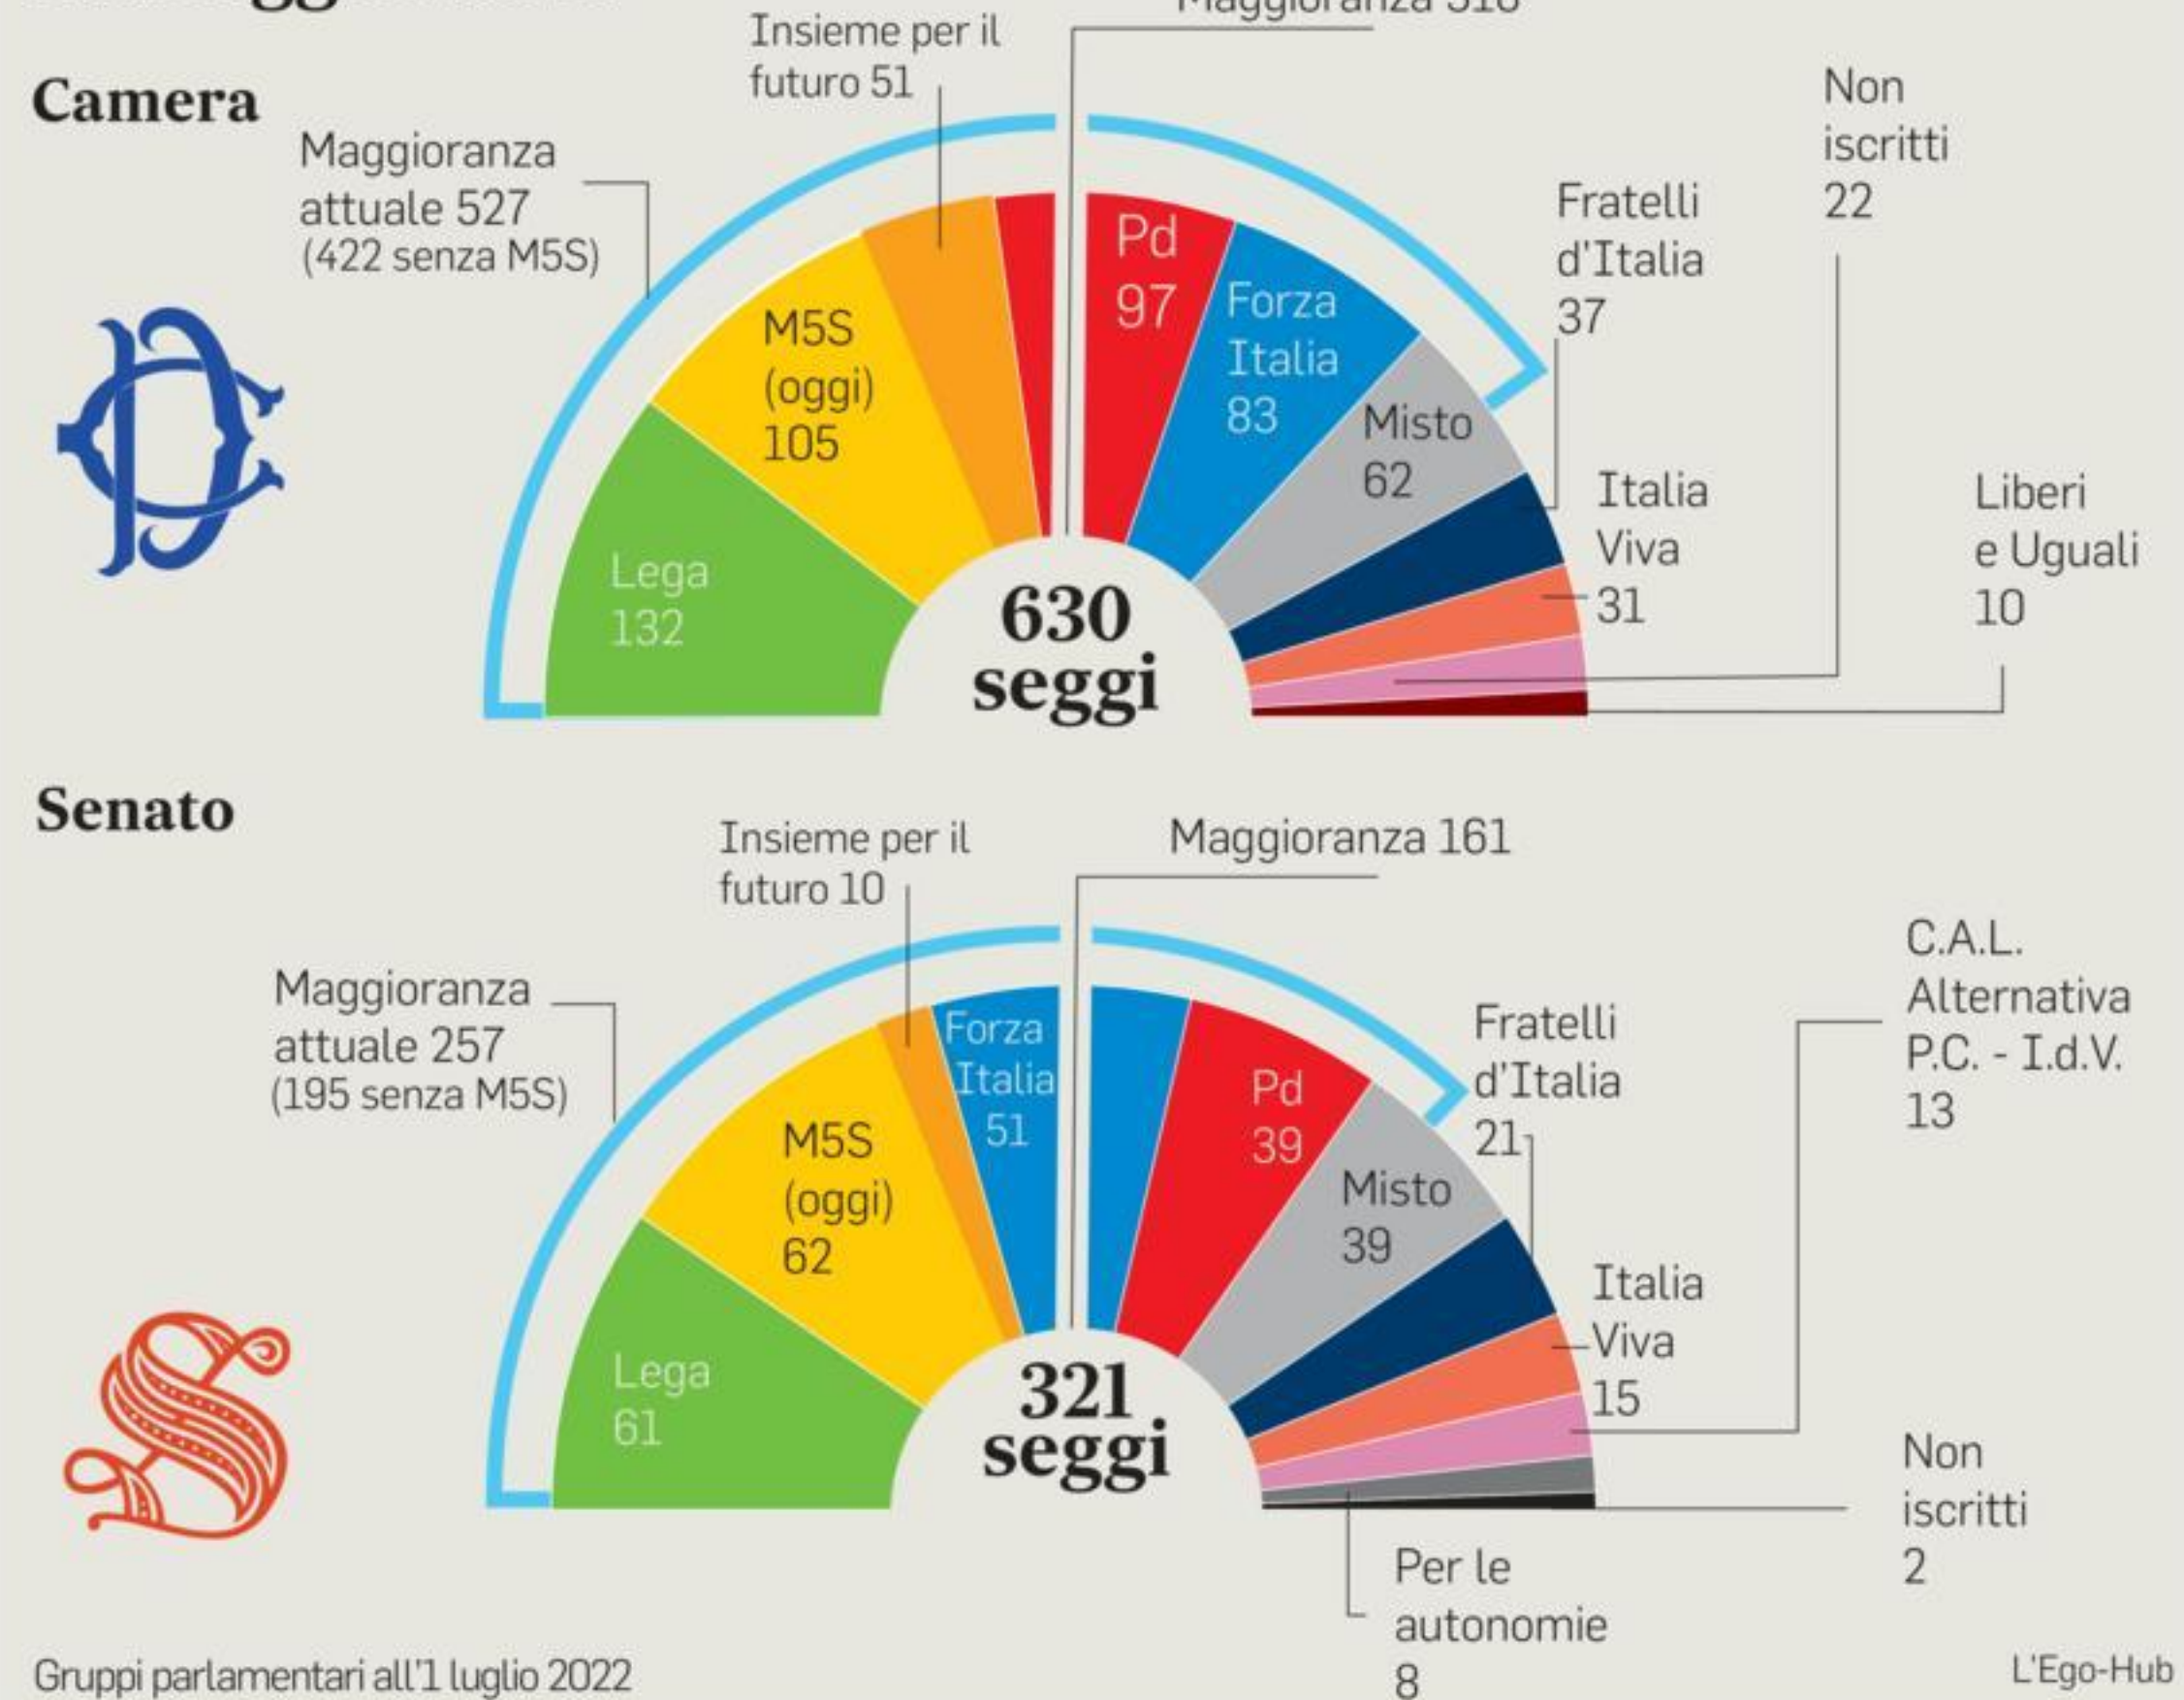 Camera
Maggioranza
attuale 527
(422 senza M5S)
Insieme per il
futuro 51
Maggioranza
Non
iscritti
22
Fratelli
d'Italia
37
Italia
Viva
31
Liberi
e Uguali
10
Lega
132
M5S
(oggi)
105
Pd
97
Forza
Italia
83
Misto
62
630
seggi
Senato
Maggioranza
attuale 257
(195 senza M5S)
Insieme per il
futuro 10
Maggioranza 161
Fratelli
d'Italia
21
C.A.L.
Alternativa
P.C. - I.d.V.
13
Italia
Viva
15
Non
iscritti
2
Per le
autonomie
8
Lega
61
M5S
(oggi)
62
Forza
Italia
51
Pd
39
Misto
39
321
seggi
Gruppi parlamentari all'1 luglio 2022
L'Ego-Hub